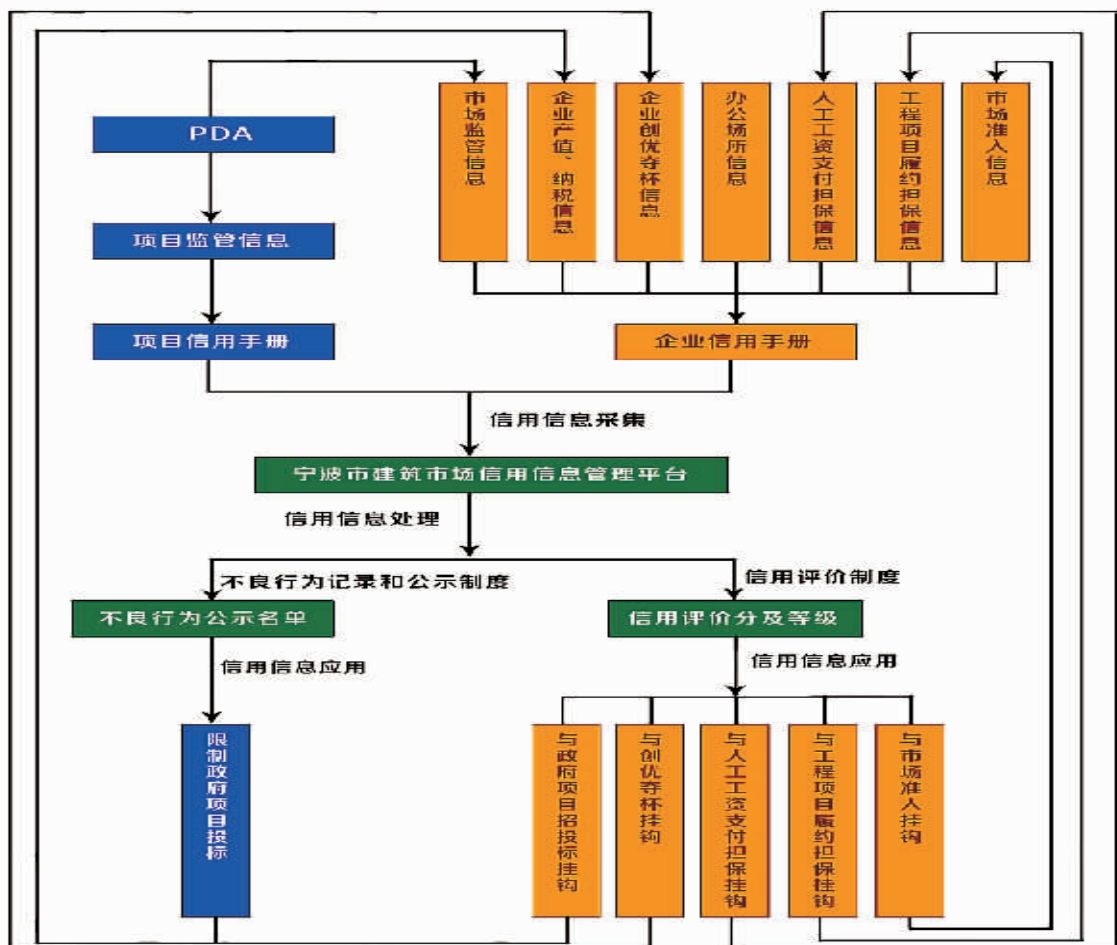 PDA
项目监管信息
项目信用手册
市场监管信息
企业产值、纳税信息
企业创优夺杯信息
办公场所信息
人工工资支付担保信息
工程项目履约担保信息
市场准入信息
企业信用手册
信用信息采集
宁波市建筑市场信用信息管理平台
信用信息处理
不良行为记录和公示制度
信用评价制度
不良行为公示名单
信用评价分及等级
信用信息应用
信用信息应用
限制政府项目投标
与政府项目招投标挂钩
与创优夺杯挂钩
与人工工资支付担保挂钩
与工程项目履约担保挂钩
与市场准入挂钩